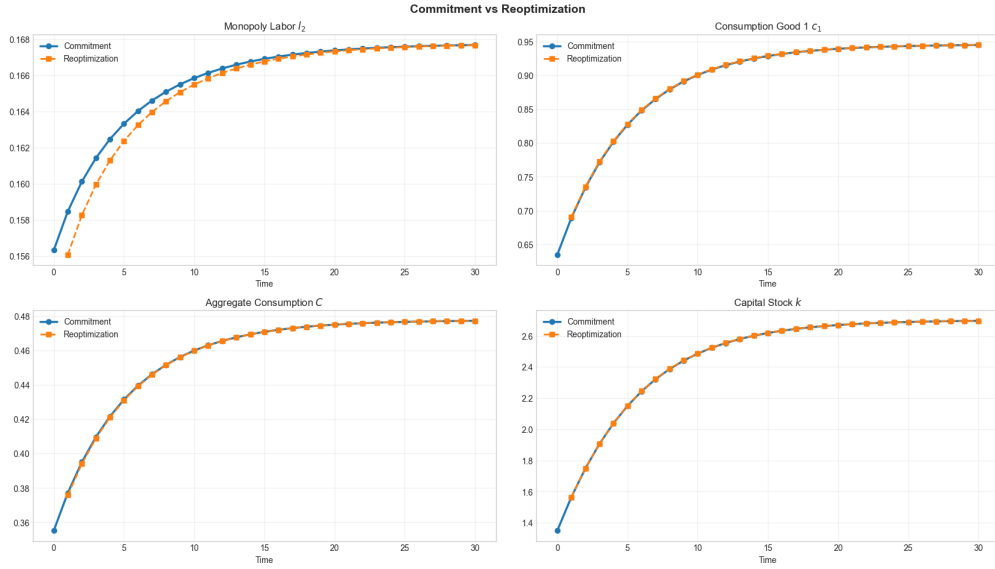 Commitment vs Reoptimization
Monopoly Labor l₂
Commitment
Reoptimization
0.168
0.166
0.164
0.162
0.160
0.158
0.156
0 5 10 15 20 25 30
Time
Consumption Good 1 c₁
Commitment
Reoptimization
0.95
0.90
0.85
0.80
0.75
0.70
0.65
0 5 10 15 20 25 30
Time
Aggregate Consumption C
Commitment
Reoptimization
0.48
0.46
0.44
0.42
0.40
0.38
0.36
0 5 10 15 20 25 30
Time
Capital Stock k
Commitment
Reoptimization
2.6
2.4
2.2
2.0
1.8
1.6
1.4
0 5 10 15 20 25 30
Time